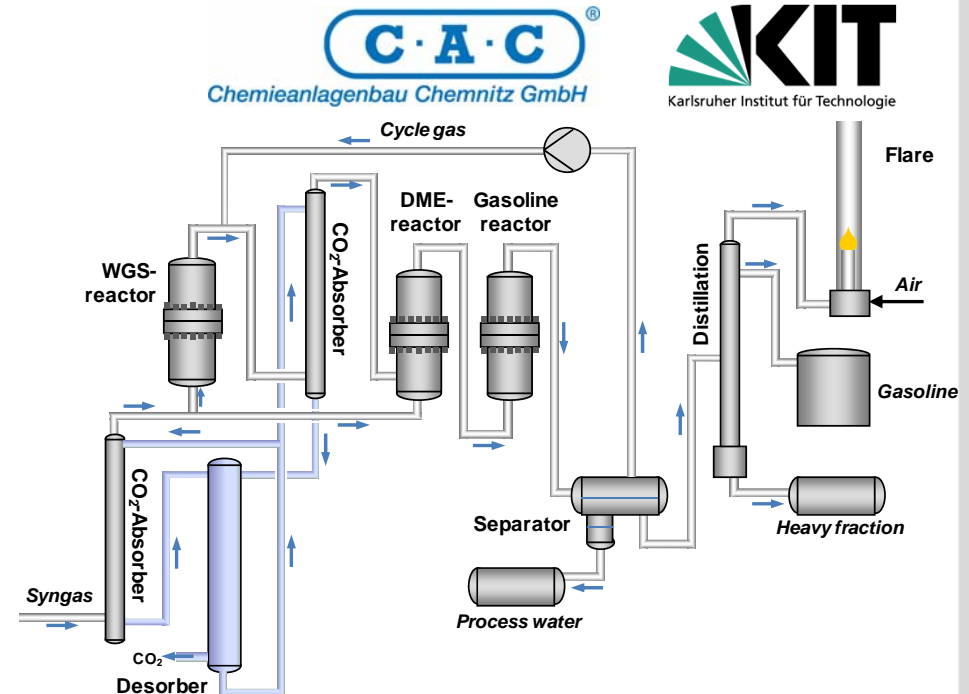 C·A·C®
Chemieanlagenbau Chemnitz GmbH
KIT
Karlsruher Institut für Technologie
Cycle gas
Flare
DME-
reactor
Gasoline
reactor
CO₂-Absorber
WGS-
reactor
Distillation
Air
Gasoline
CO₂-Absorber
Separator
Heavy fraction
Syngas
Process water
CO₂
Desorber